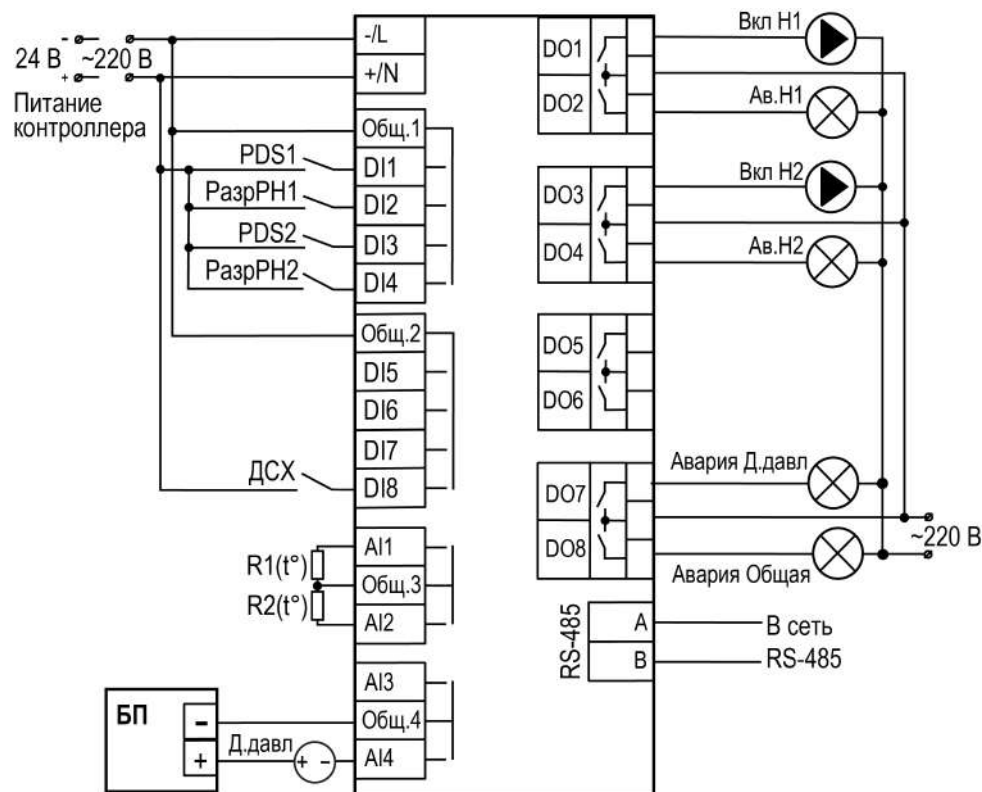 - 
24 В ~220 В
+
Питание
контроллера
PDS1
РазрРН1
PDS2
РазрРН2
ДСХ
R1(t°)
R2(t°)
БП
-
+
Д.давл
+ -
-/L
+/N
Общ.1
DI1
DI2
DI3
DI4
Общ.2
DI5
DI6
DI7
DI8
AI1
Общ.3
AI2
AI3
Общ.4
AI4
DO1
DO2
DO3
DO4
DO5
DO6
DO7
DO8
RS-485
A
B
Вкл Н1
Ав.Н1
Вкл Н2
Ав.Н2
Авария Д.давл
~220 В
Авария Общая
В сеть
RS-485